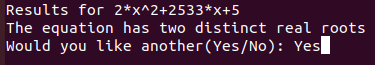 Results for 2*x^2+2533*x+5
The equation has two distinct real roots
Would you like another(Yes/No): Yes